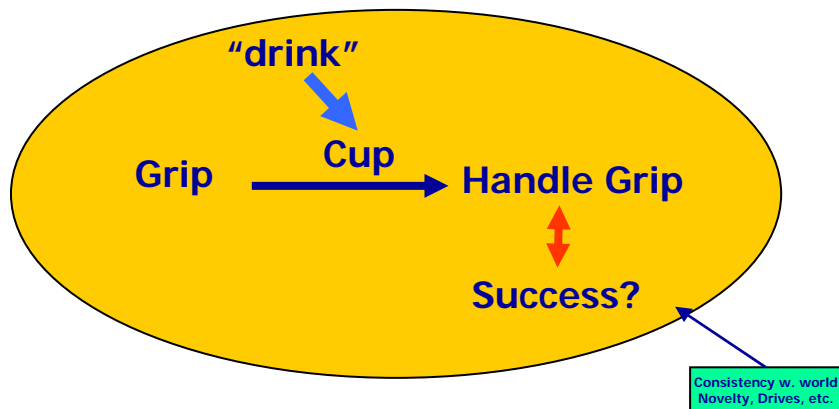 “drink”
Cup
Grip
Handle Grip
Success?
Consistency w. world
Novelty, Drives, etc.